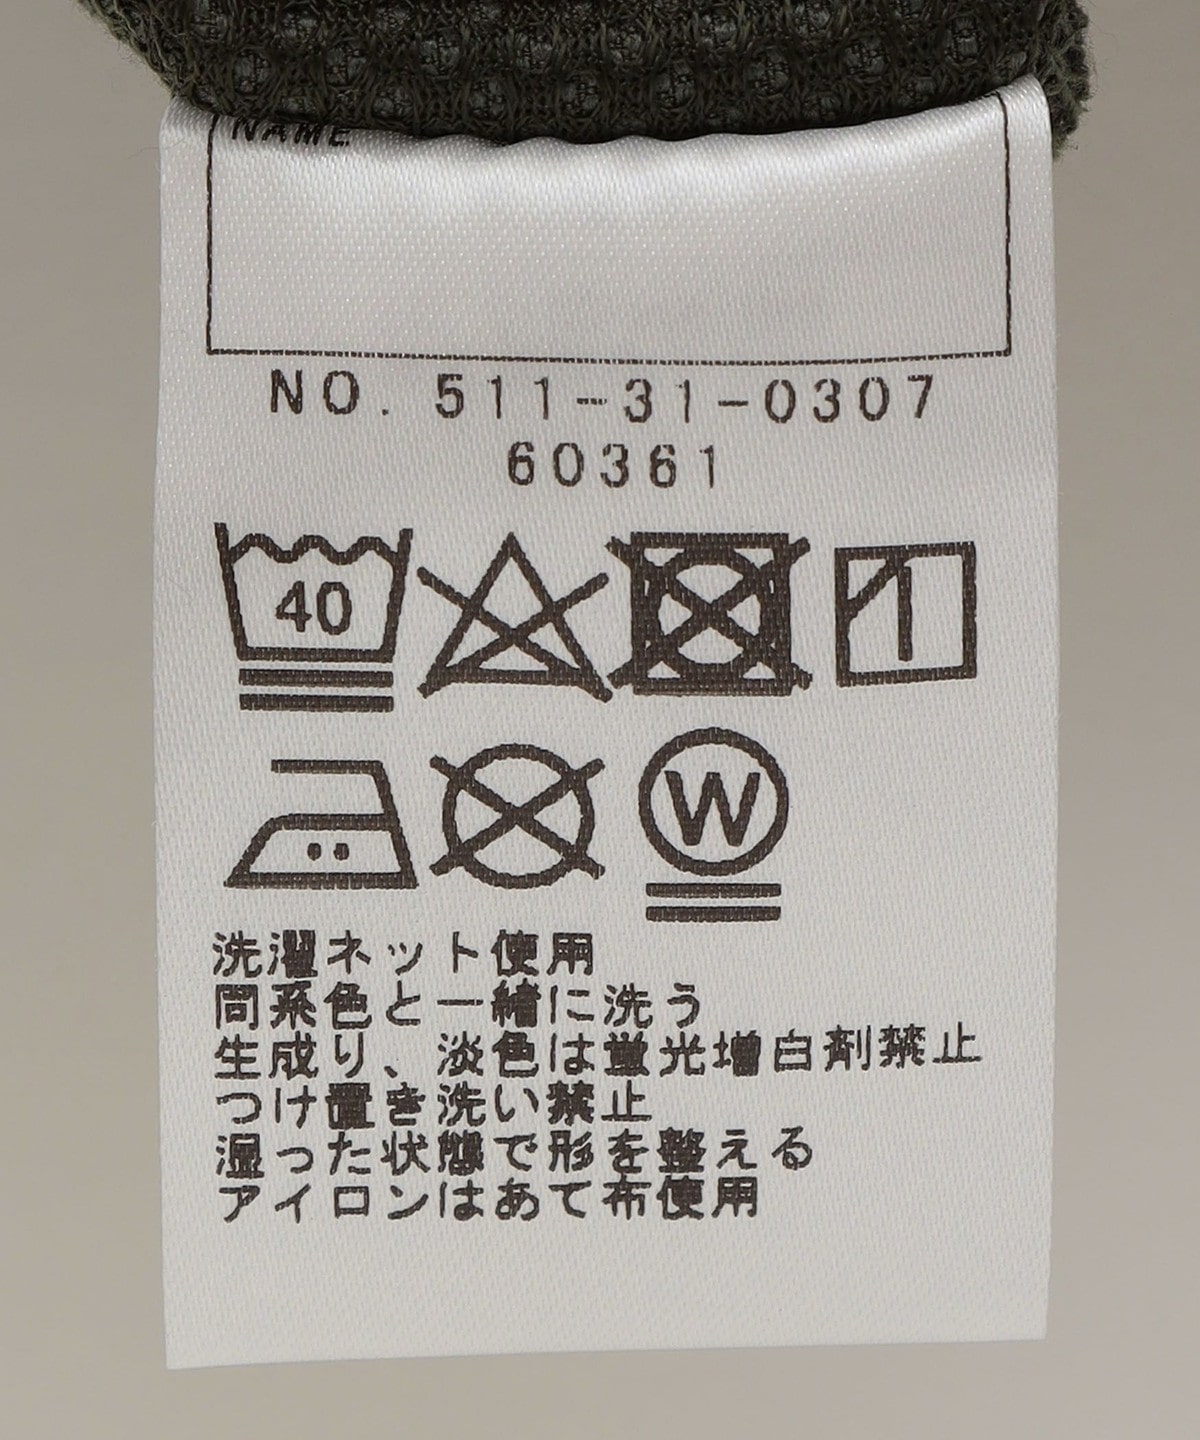 NAME
NO. 511-31-0307
60361
40
W
洗濯ネット使用
同系色と一緒に洗う
生成り、淡色は蛍光増白剤禁止
つけ置き洗い禁止
湿った状態で形を整える
アイロンはあて布使用